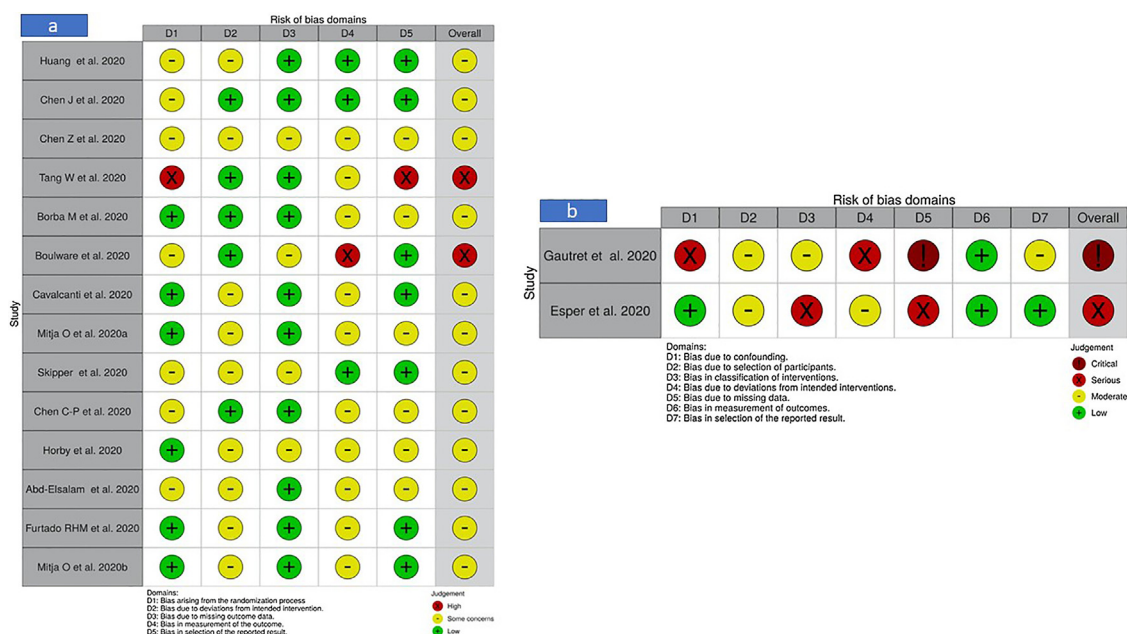 a
Risk of bias domains
D1 D2 D3 D4 D5 Overall
Study
Huang et al. 2020 - - + + + -
Chen J et al. 2020 - + + + + -
Chen Z et al. 2020 - - - - - -
Tang W et al. 2020 X + + - X X
Borba M et al. 2020 + + + - - -
Boulware et al. 2020 - + - X + X
Cavalcanti et al. 2020 + - + - + -
Mitja O et al. 2020a + - + - - -
Skipper et al. 2020 - - - + + -
Chen C-P et al. 2020 - + + - - -
Horby et al. 2020 + - - - - -
Abd-Elsalam et al. 2020 - - + - - -
Furtado RHM et al. 2020 + - + - + -
Mitja O et al. 2020b + - + - + -
Domains:
D1: Bias arising from the randomization process
D2: Bias due to deviations from intended intervention.
D3: Bias due to missing outcome data.
D4: Bias in measurement of the outcome.
D5: Bias in selection of the reported result.
Judgement
X High
- Some concerns
+ Low
b
Risk of bias domains
D1 D2 D3 D4 D5 D6 D7 Overall
Study
Gautret et al. 2020 X - - X ! + - !
Esper et al. 2020 + - X - X + + X
Domains:
D1: Bias due to confounding.
D2: Bias due to selection of participants.
D3: Bias in classification of interventions.
D4: Bias due to deviations from intended interventions.
D5: Bias due to missing data.
D6: Bias in measurement of outcomes.
D7: Bias in selection of the reported result.
Judgement
! Critical
X Serious
- Moderate
+ Low